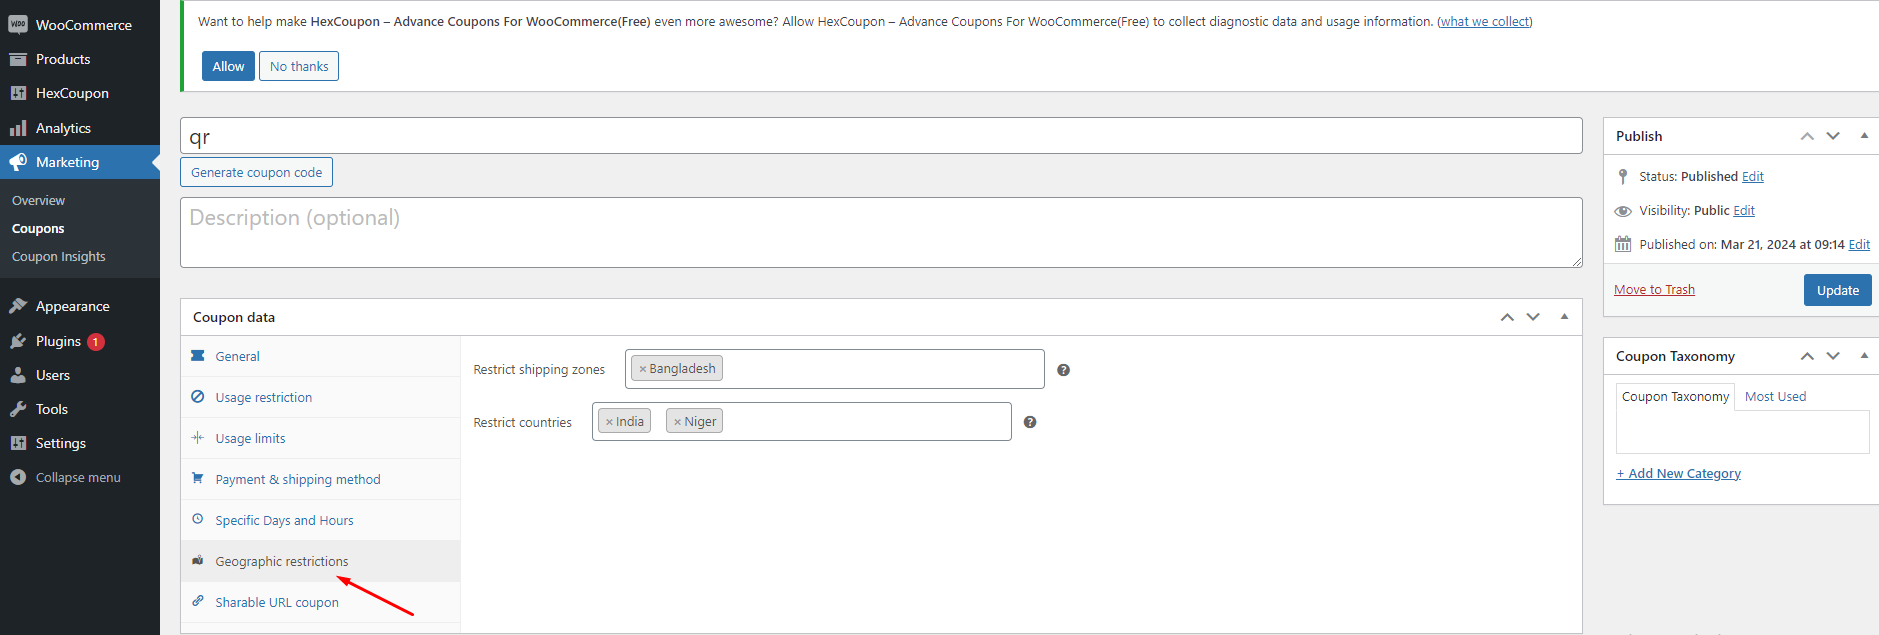 WooCommerce
Products
HexCoupon
Analytics
Marketing
Overview
Coupons
Coupon Insights
Appearance
Plugins 1
Users
Tools
Settings
Collapse menu
Want to help make HexCoupon – Advance Coupons For WooCommerce(Free) even more awesome? Allow HexCoupon – Advance Coupons For WooCommerce(Free) to collect diagnostic data and usage information. (what we collect)
Allow No thanks
qr
Generate coupon code
Description (optional)
Coupon data
General
Usage restriction
Usage limits
Payment & shipping method
Specific Days and Hours
Geographic restrictions
Sharable URL coupon
Restrict shipping zones × Bangladesh ?
Restrict countries × India × Niger ?
Publish
Status: Published Edit
Visibility: Public Edit
Published on: Mar 21, 2024 at 09:14 Edit
Move to Trash Update
Coupon Taxonomy
Coupon Taxonomy Most Used
+ Add New Category